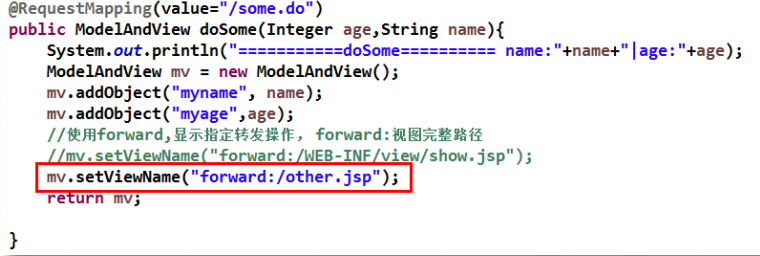 @RequestMapping(value="/some.do")
public ModelAndView doSome(Integer age,String name){
System.out.println("===========doSome========== name:"+name+"|age:"+age);
ModelAndView mv = new ModelAndView();
mv.addObject("myname", name);
mv.addObject("myage",age);
//使用forward,显示指定转发操作，forward:视图完整路径
//mv.setViewName("forward:/WEB-INF/view/show.jsp");
mv.setViewName("forward:/other.jsp");
return mv;
}